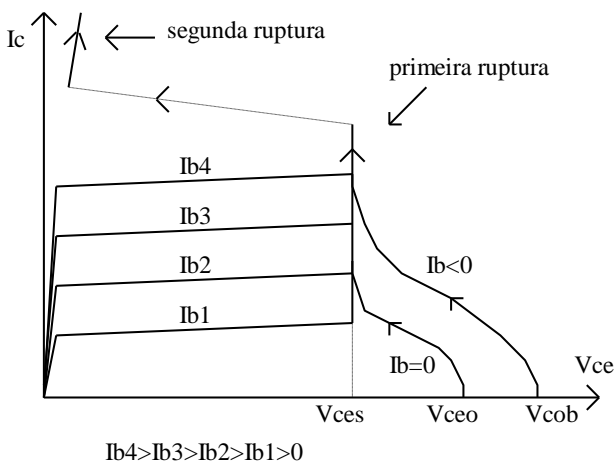 Ic
segunda ruptura
primeira ruptura
Ib4
Ib3
Ib<0
Ib2
Ib1
Ib=0
Vce
Vces
Vceo
Vcob
Ib4>Ib3>Ib2>Ib1>0